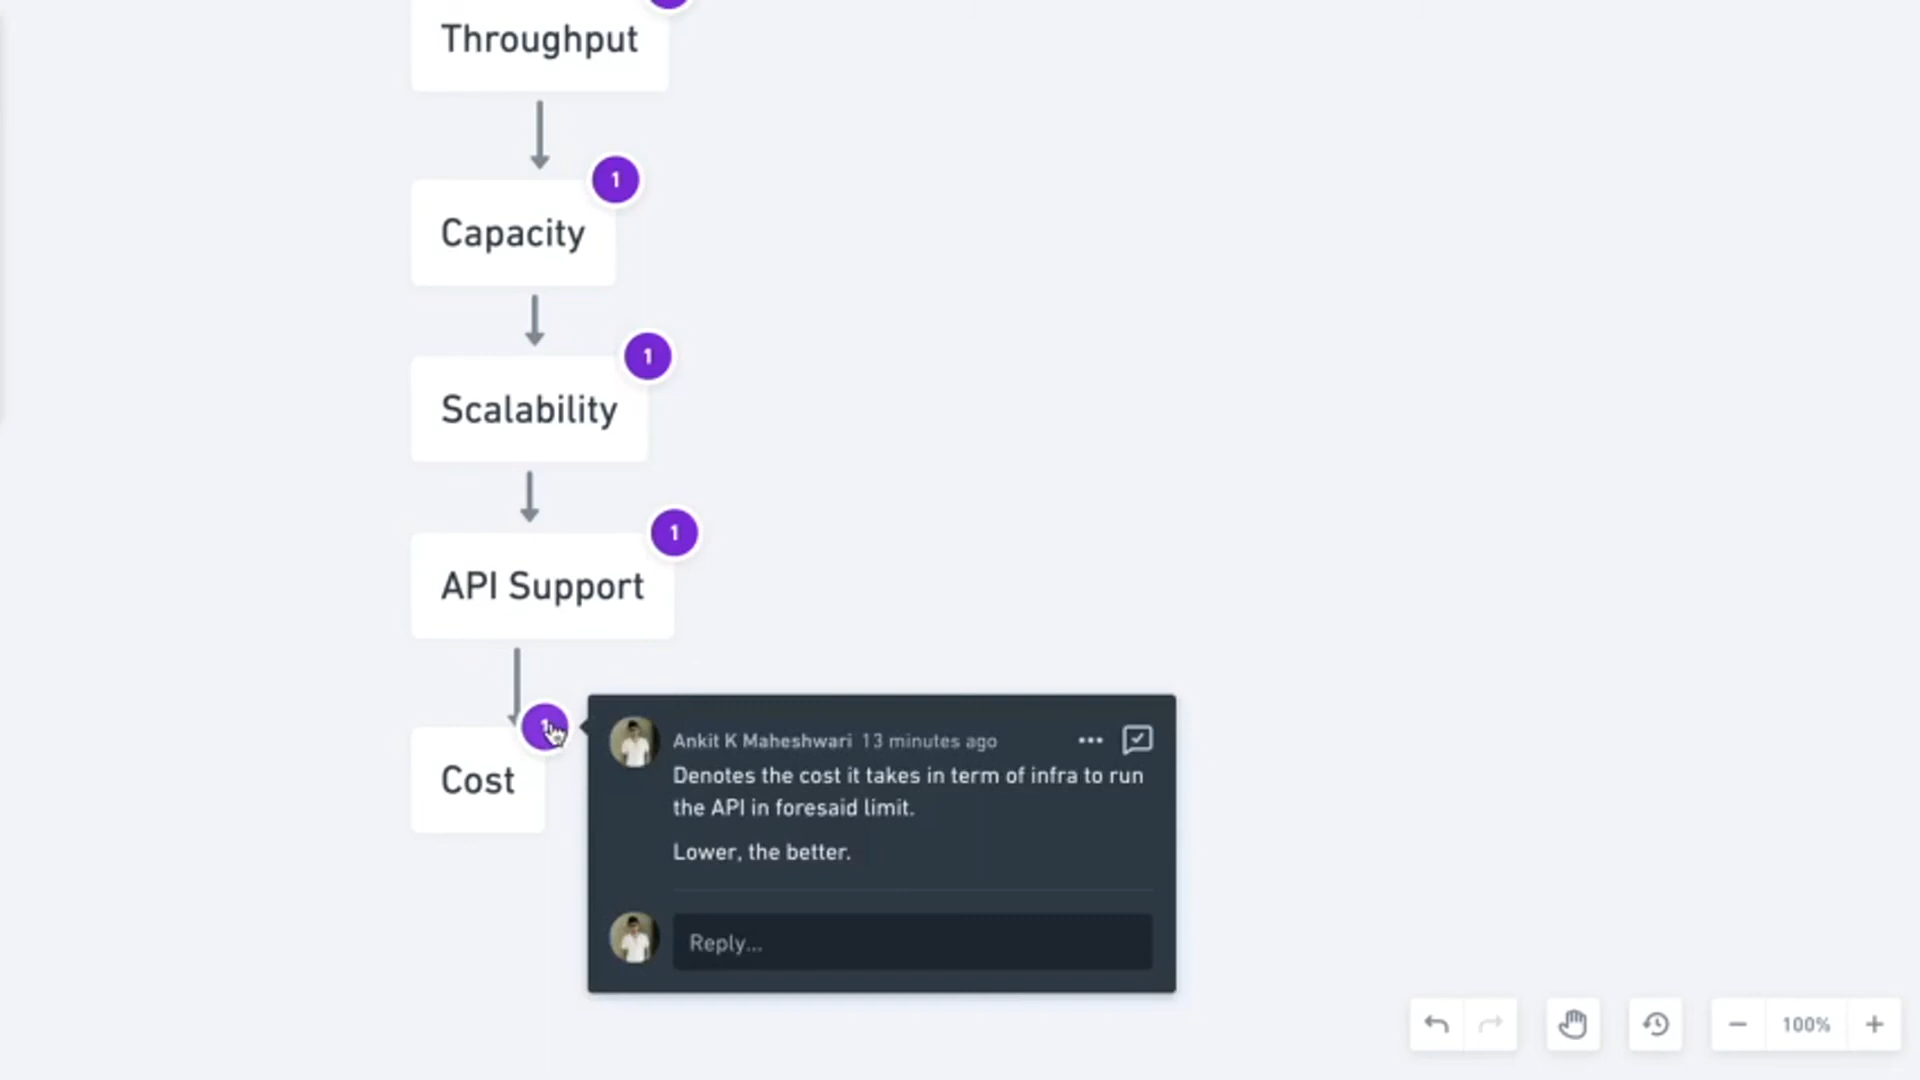 Throughput
1
Capacity
1
Scalability
1
API Support
1
Cost
Ankit K Maheshwari 13 minutes ago
Denotes the cost it takes in term of infra to run
the API in foresaid limit.
Lower, the better.
Reply...
100%